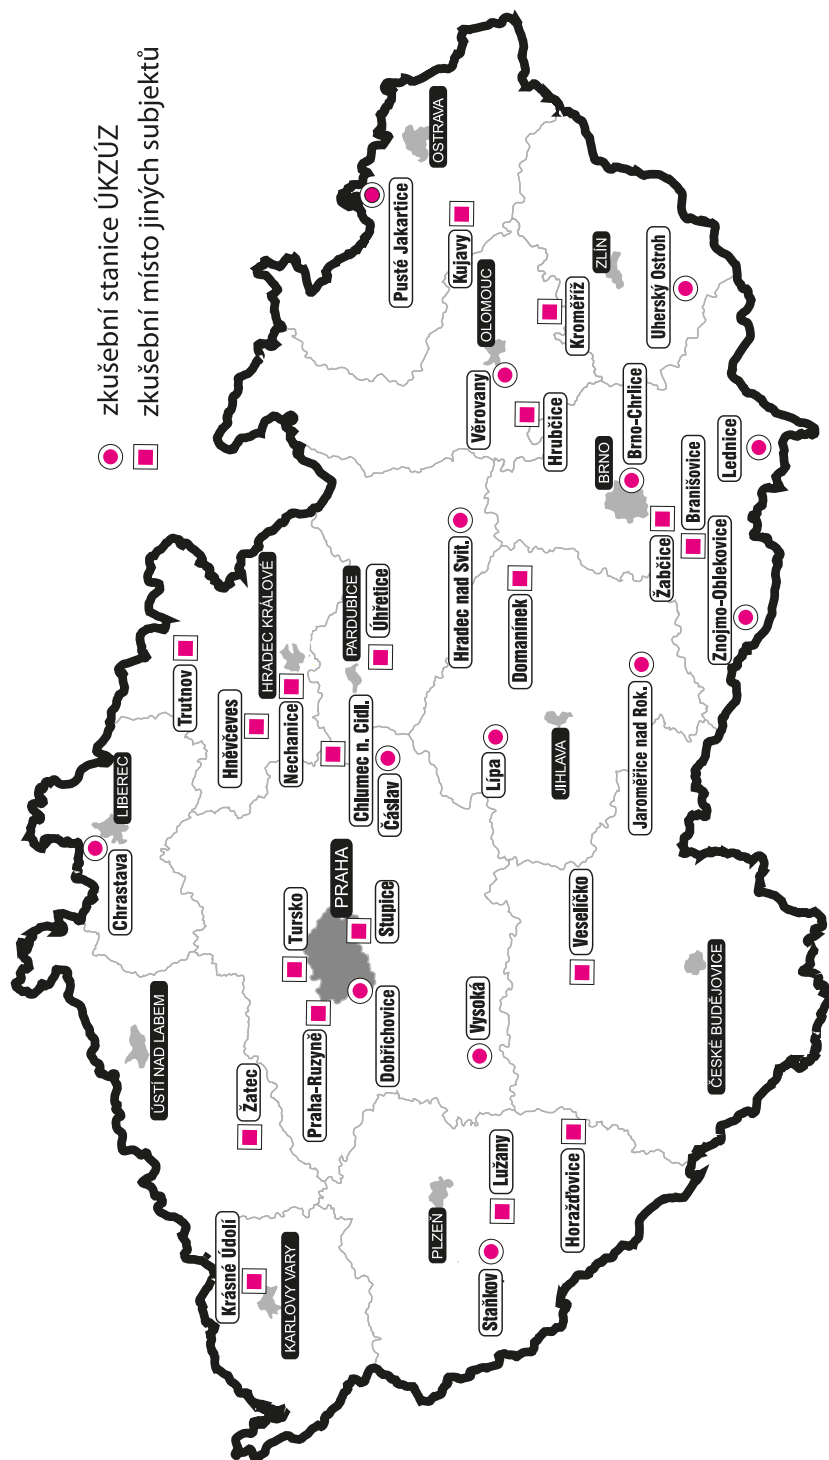 zkušební stanice ÚKZÚZ
zkušební místo jiných subjektů
Chrastava
LIBEREC
ÚSTÍ NAD LABEM
Trutnov
Žatec
Krásné Údolí
KARLOVY VARY
Hněvčeves
HRADEC KRÁLOVÉ
Nechanice
Tursko
Praha-Ruzyně
PRAHA
Stupice
Dobřichovice
Chlumec n. Cidl.
PARDUBICE
Úhřetice
Čáslav
Pusté Jakartice
OSTRAVA
Kujavy
OLOMOUC
Věrovany
Hrubčice
Kroměříž
ZLÍN
Uherský Ostroh
Hradec nad Svit.
Domanínek
Lípa
JIHLAVA
Vysoká
PLZEŇ
Lužany
Staňkov
Horažďovice
Veselíčko
ČESKÉ BUDĚJOVICE
Jaroměřice nad Rok.
BRNO
Brno-Chrlice
Žabčice
Branišovice
Znojmo-Oblekovice
Lednice